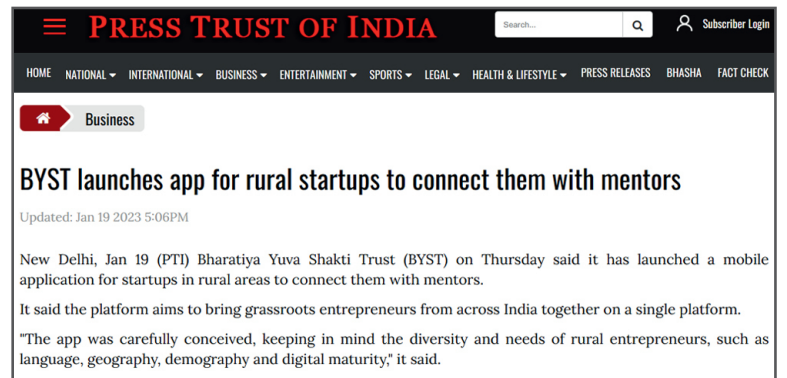 PRESS TRUST OF INDIA
Search...
Subscriber Login
HOME NATIONAL INTERNATIONAL BUSINESS ENTERTAINMENT SPORTS LEGAL HEALTH & LIFESTYLE PRESS RELEASES BHASHA FACT CHECK
Business
BYST launches app for rural startups to connect them with mentors
Updated: Jan 19 2023 5:06PM
New Delhi, Jan 19 (PTI) Bharatiya Yuva Shakti Trust (BYST) on Thursday said it has launched a mobile
application for startups in rural areas to connect them with mentors.
It said the platform aims to bring grassroots entrepreneurs from across India together on a single platform.
"The app was carefully conceived, keeping in mind the diversity and needs of rural entrepreneurs, such as
language, geography, demography and digital maturity," it said.